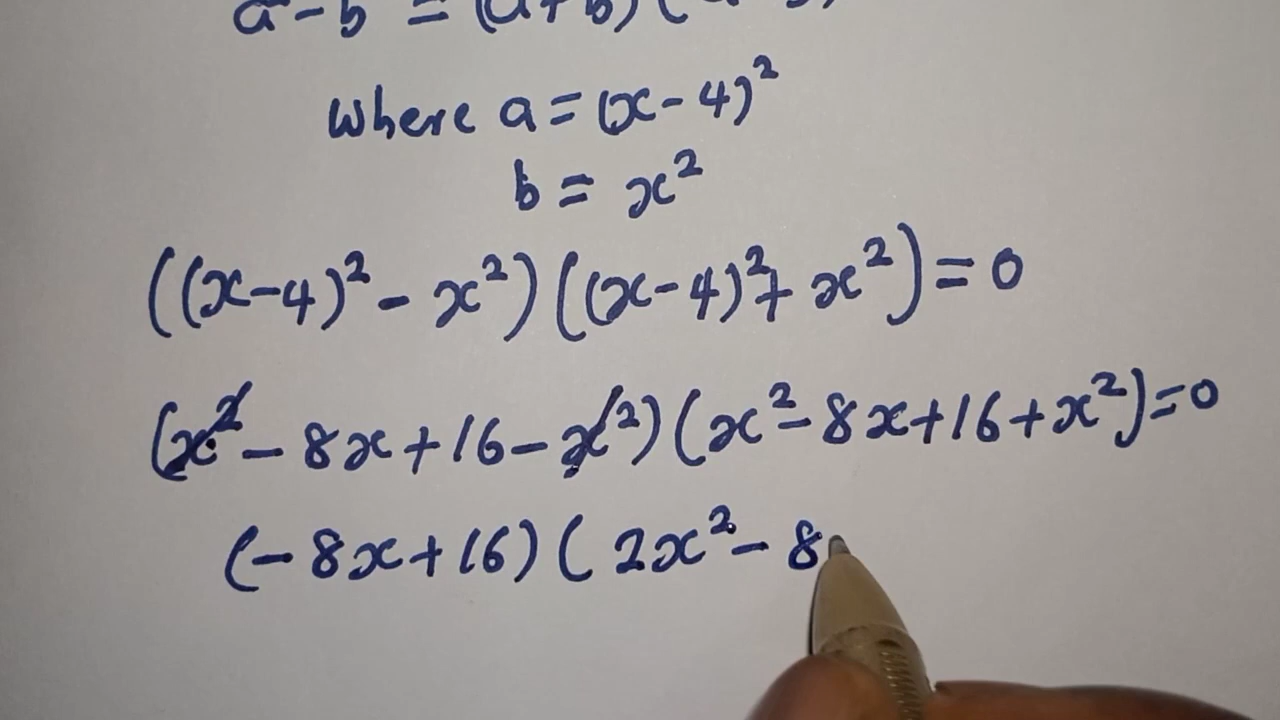 a - b = (a+b)(
where a = (x-4)²
b = x²
((x-4)² - x²)((x-4)² + x²) = 0
(x² - 8x + 16 - x²)(x² - 8x + 16 + x²) = 0
(-8x + 16)(2x² - 8